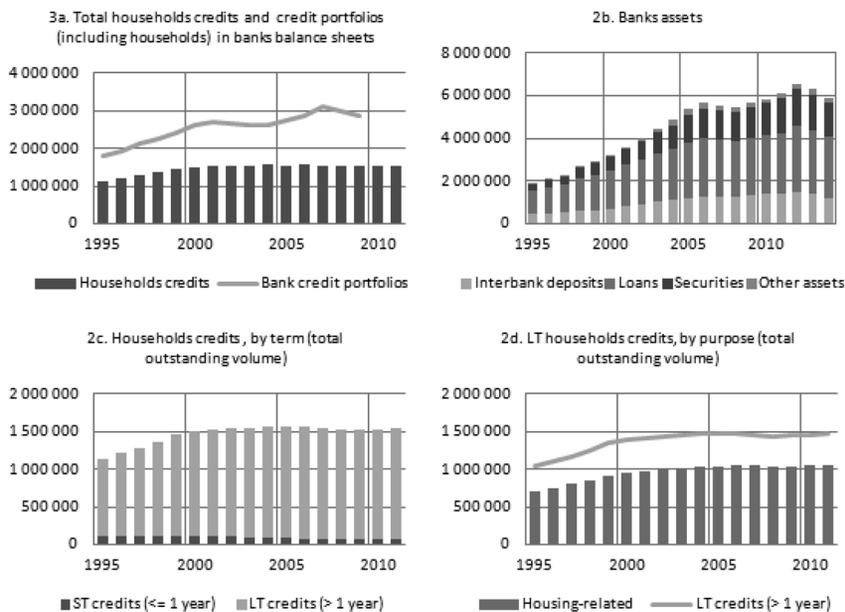 3a. Total households credits and credit portfolios
(including households) in banks balance sheets
4 000 000
3 000 000
2 000 000
1 000 000
0
1995 2000 2005 2010
Households credits Bank credit portfolios
2b. Banks assets
8 000 000
6 000 000
4 000 000
2 000 000
0
1995 2000 2005 2010
Interbank deposits Loans Securities Other assets
2c. Households credits , by term (total
outstanding volume)
2 000 000
1 500 000
1 000 000
500 000
0
1995 2000 2005 2010
ST credits (<= 1 year) LT credits (> 1 year)
2d. LT households credits, by purpose (total
outstanding volume)
2 000 000
1 500 000
1 000 000
500 000
0
1995 2000 2005 2010
Housing-related LT credits (> 1 year)